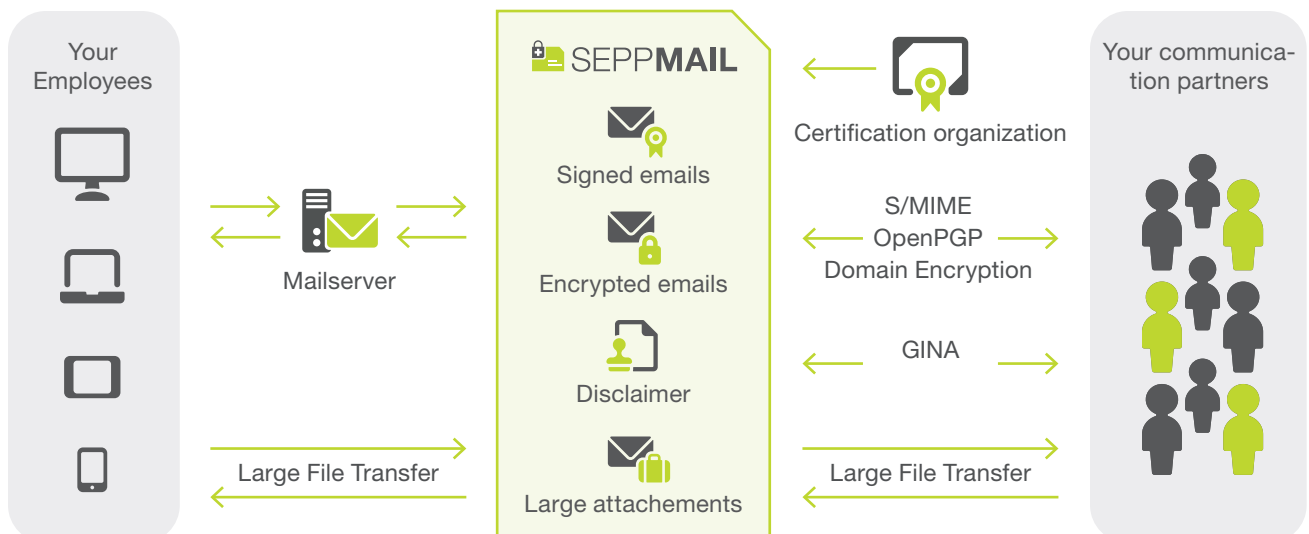 Your
Employees
SEPPMAIL
Signed emails
Encrypted emails
Disclaimer
Large attachements
Mailserver
Large File Transfer
Certification organization
S/MIME
OpenPGP
Domain Encryption
GINA
Large File Transfer
Your communica-
tion partners